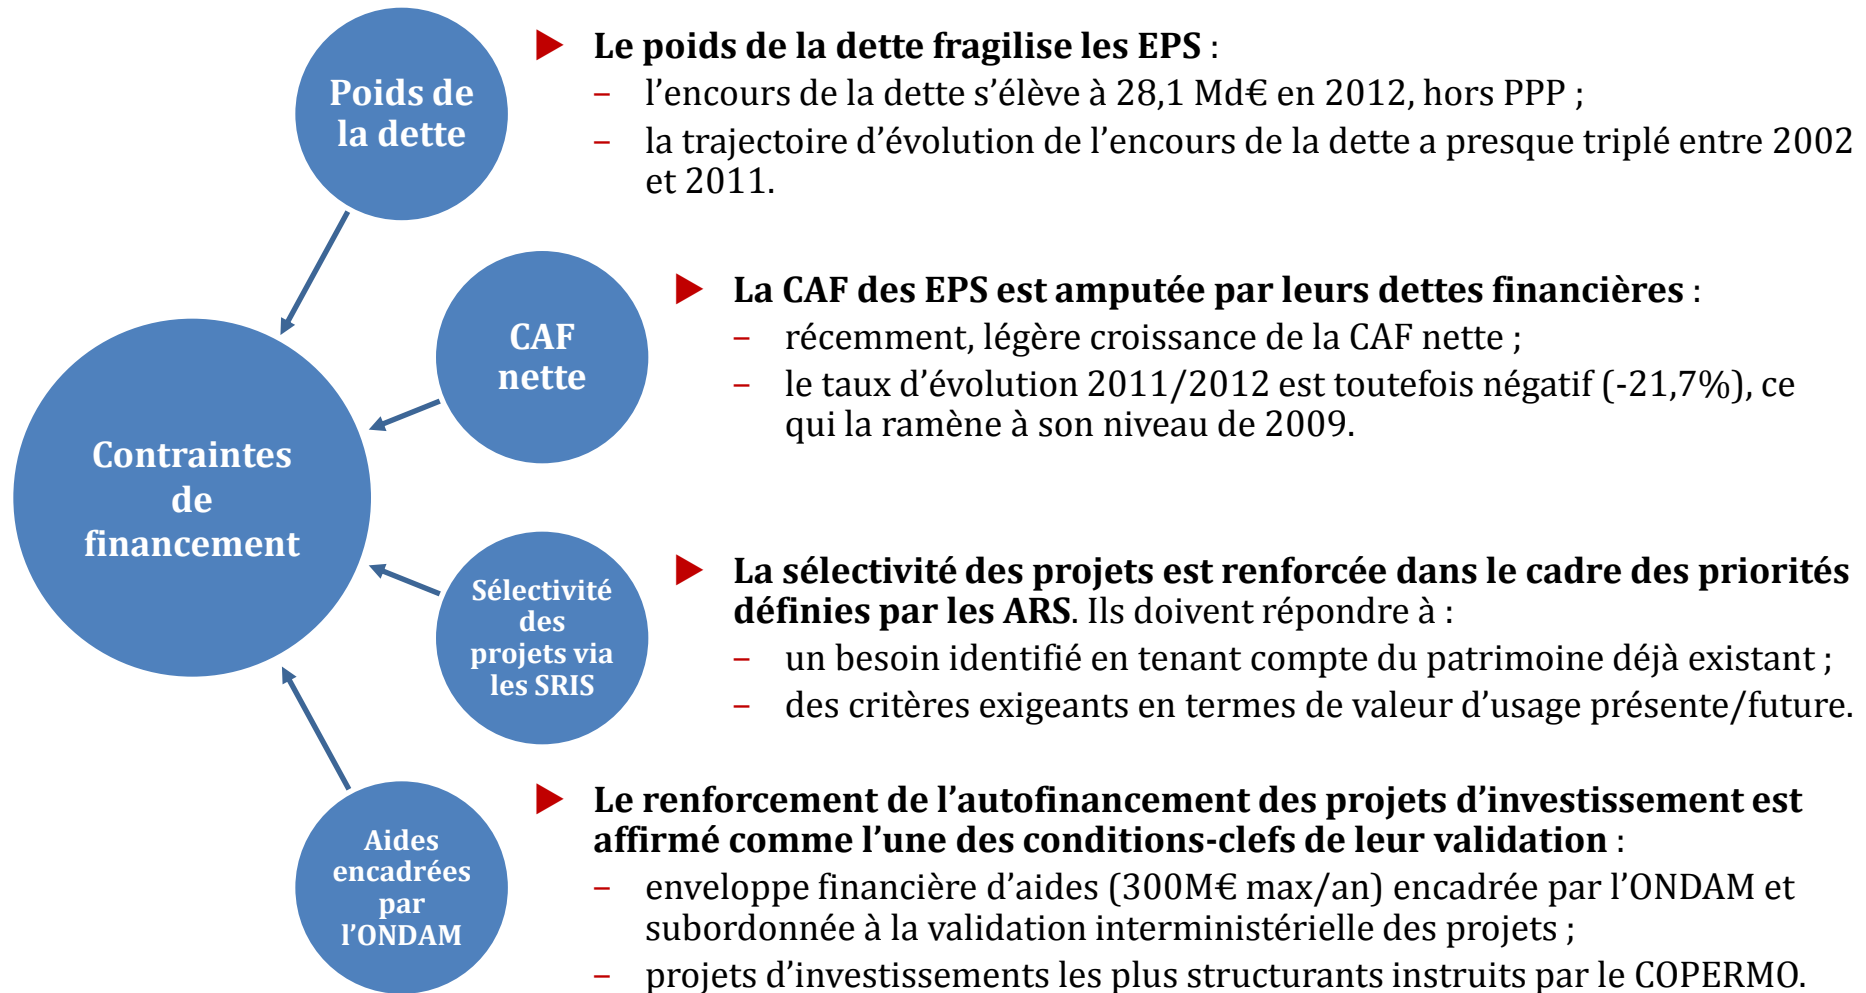 Poids de
la dette
Le poids de la dette fragilise les EPS :
– l’encours de la dette s’élève à 28,1 Md€ en 2012, hors PPP ;
– la trajectoire d’évolution de l’encours de la dette a presque triplé entre 2002
et 2011.
CAF
nette
La CAF des EPS est amputée par leurs dettes financières :
– récemment, légère croissance de la CAF nette ;
– le taux d’évolution 2011/2012 est toutefois négatif (-21,7%), ce
qui la ramène à son niveau de 2009.
Contraintes
de
financement
Sélectivité
des
projets via
les SRIS
La sélectivité des projets est renforcée dans le cadre des priorités
définies par les ARS. Ils doivent répondre à :
– un besoin identifié en tenant compte du patrimoine déjà existant ;
– des critères exigeants en termes de valeur d’usage présente/future.
Aides
encadrées
par
l’ONDAM
Le renforcement de l’autofinancement des projets d’investissement est
affirmé comme l’une des conditions-clefs de leur validation :
– enveloppe financière d’aides (300M€ max/an) encadrée par l’ONDAM et
subordonnée à la validation interministérielle des projets ;
– projets d’investissements les plus structurants instruits par le COPERMO.